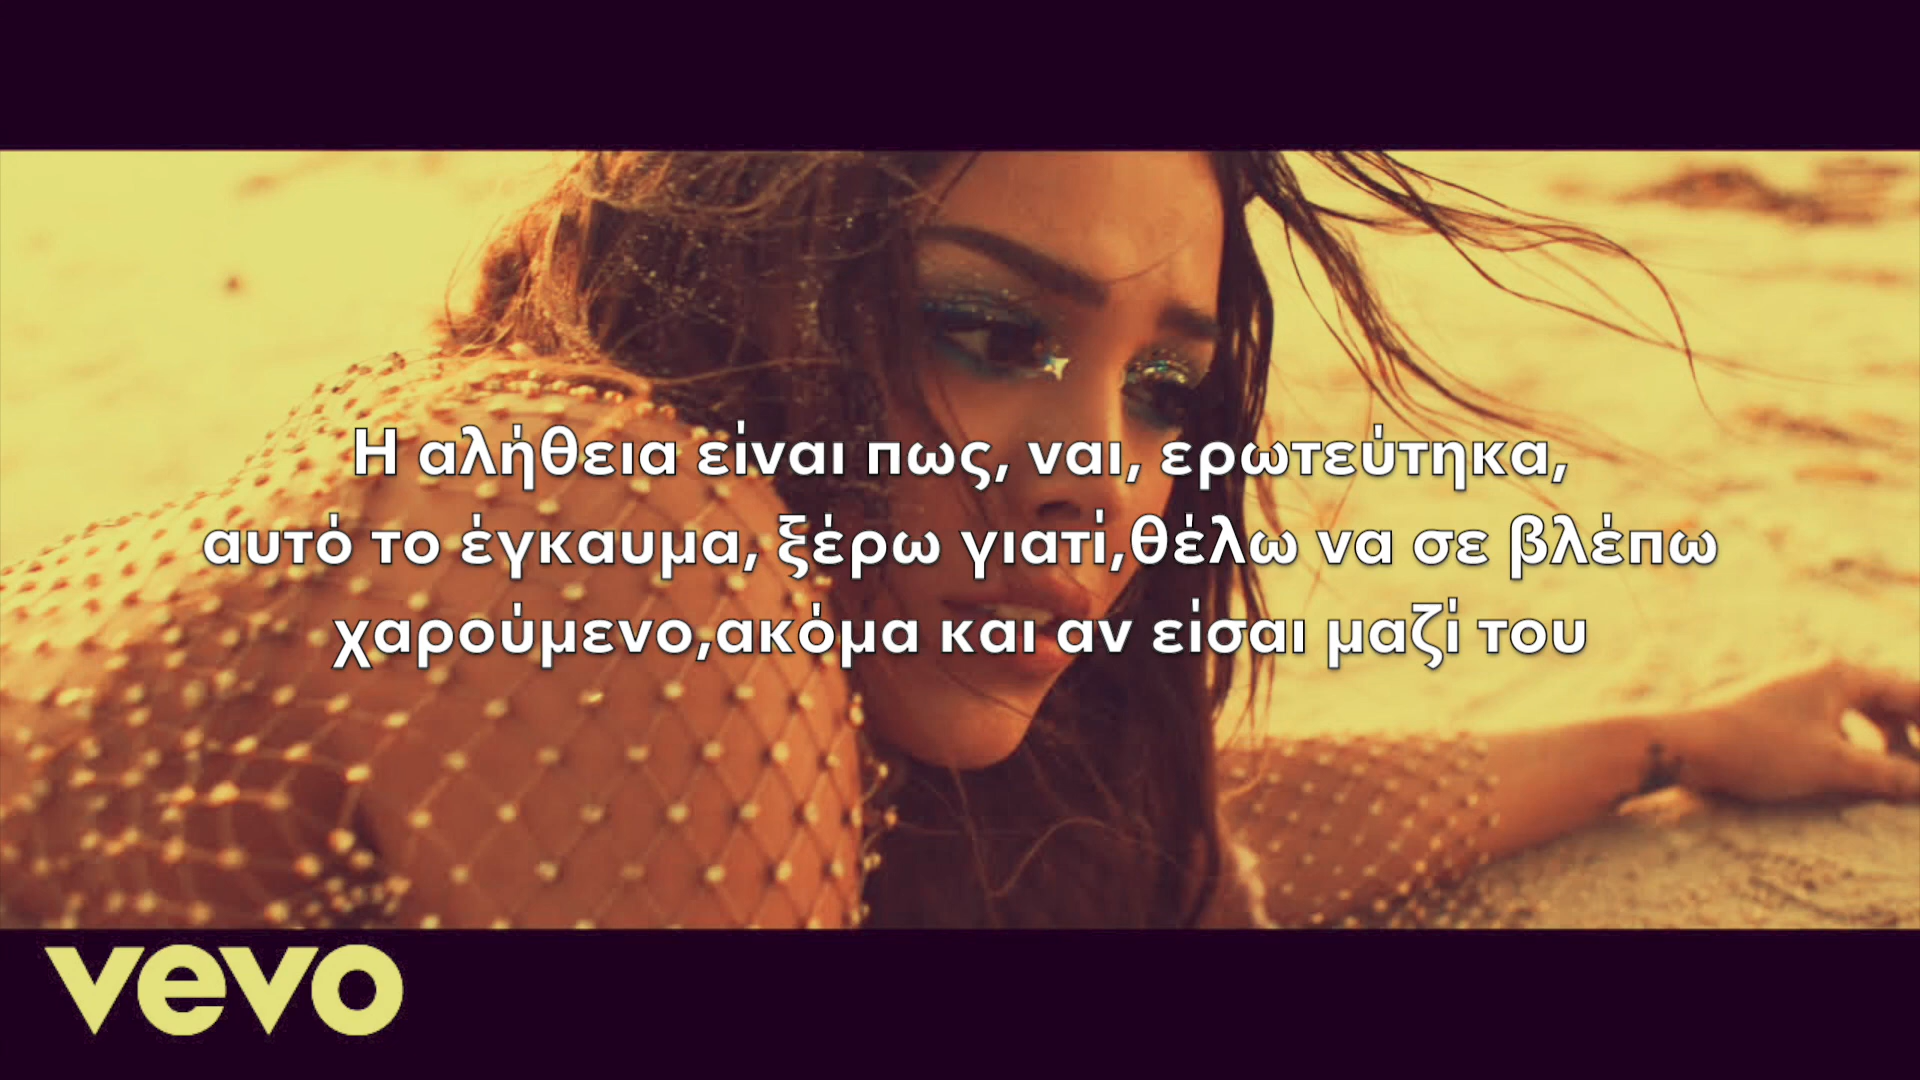 Η αλήθεια είναι πως, ναι, ερωτεύτηκα,
αυτό το έγκαυμα, ξέρω γιατί,θέλω να σε βλέπω
χαρούμενο,ακόμα και αν είσαι μαζί του
vevo